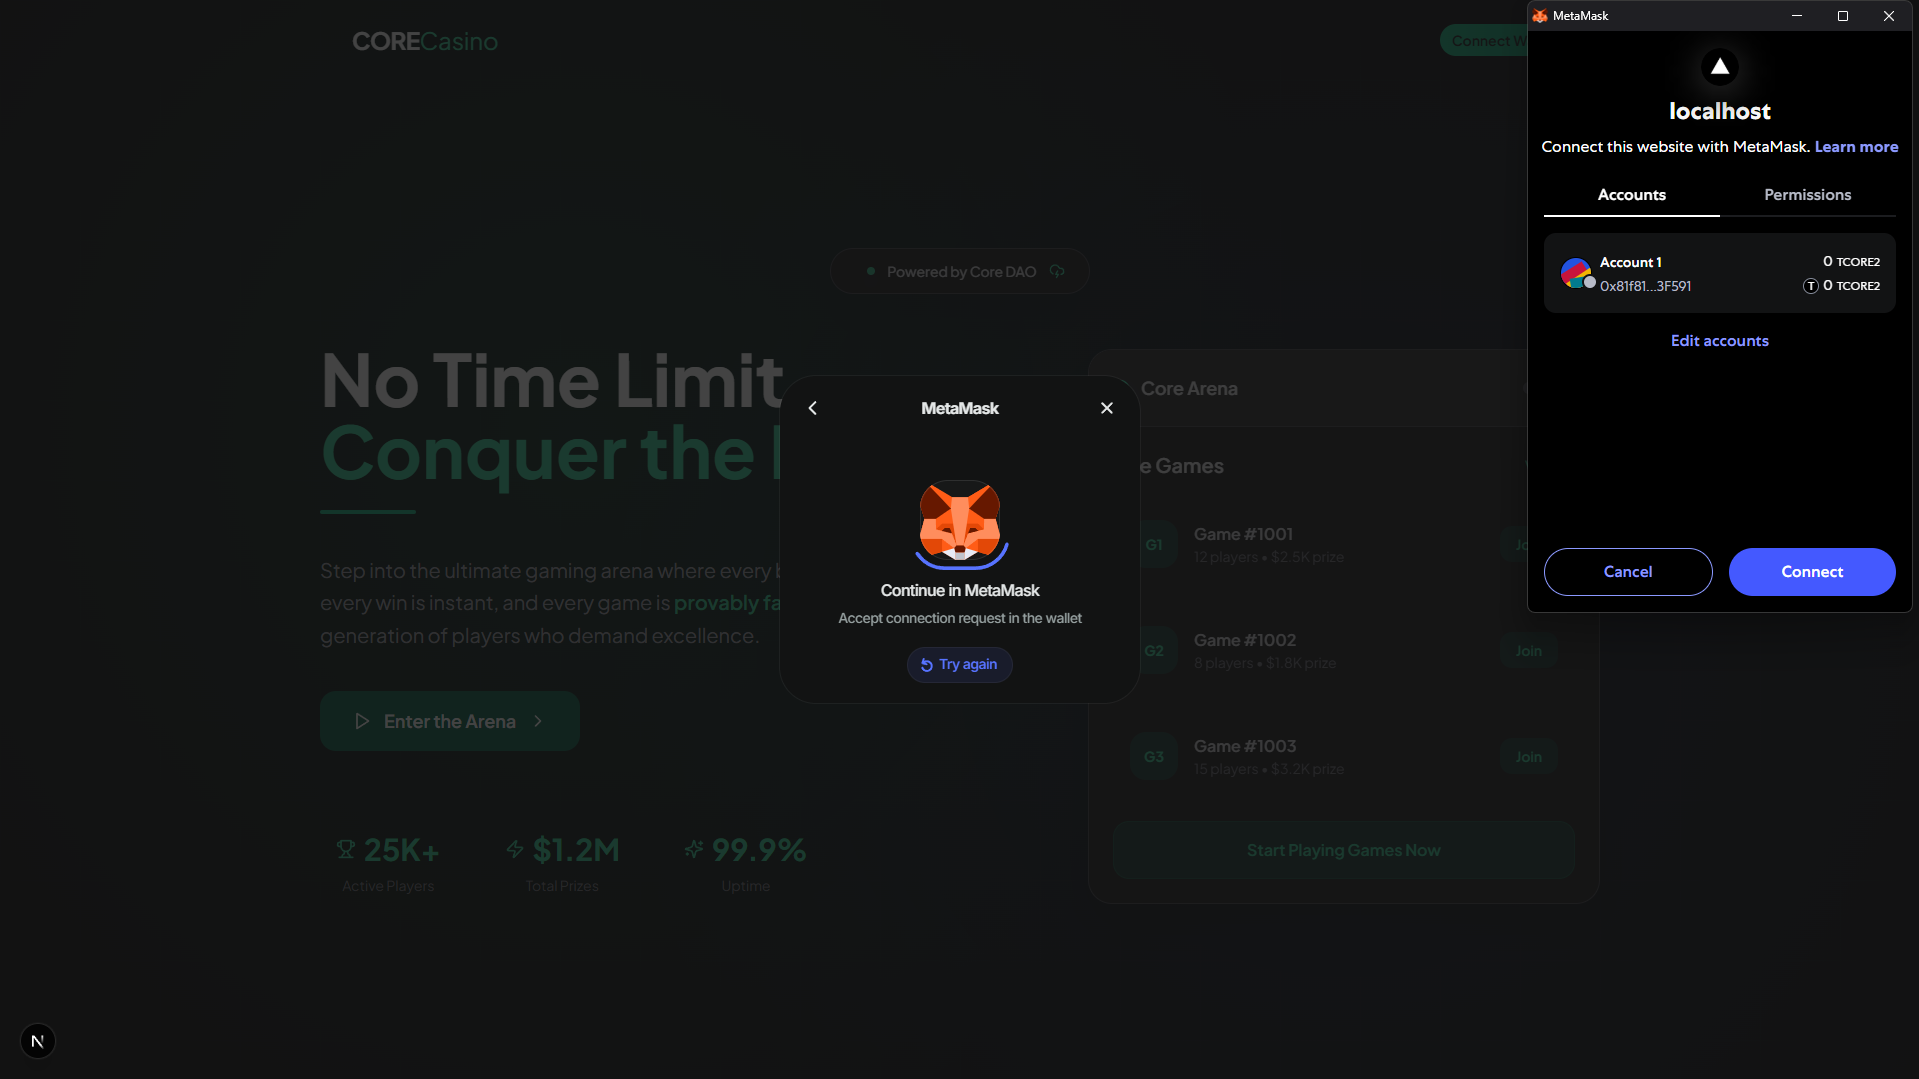 CORECasino
Powered by Core DAO
No Time Limit
Conquer the
Step into the ultimate gaming arena where every
every win is instant, and every game is provably
generation of players who demand excellence.
Enter the Arena
25K+
Active Players
$1.2M
Total Prizes
99.9%
Uptime
N
MetaMask
Continue in MetaMask
Accept connection request in the wallet
Try again
Core Arena
Games
G1
Game #1001
12 players • $2.5K prize
G2
Game #1002
8 players • $1.8K prize
Join
G3
Game #1003
15 players • $3.2K prize
Join
Start Playing Games Now
Connect
MetaMask
localhost
Connect this website with MetaMask. Learn more
Accounts
Permissions
Account 1
0 TCORE2
0x81f81...3F591
T 0 TCORE2
Edit accounts
Cancel
Connect